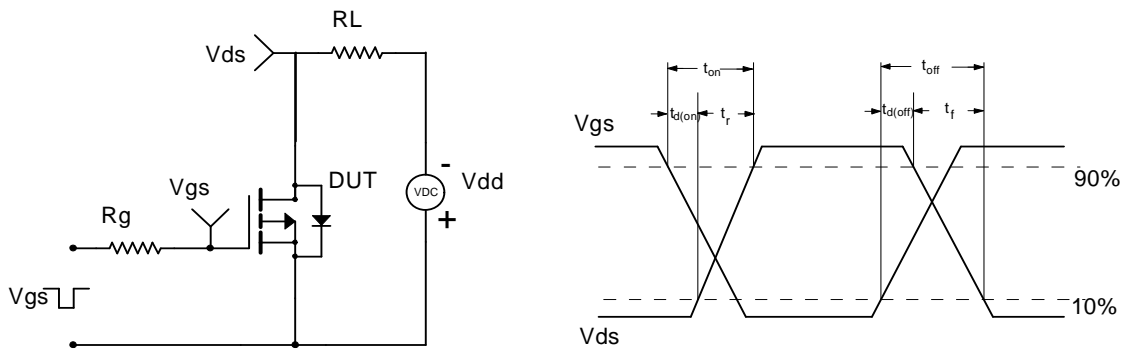 RL
Vds
Vgs
DUT
Rg
VDC
-
+
Vdd
Vgs
ton
toff
td(on)
tr
td(off)
tf
Vgs
90%
10%
Vds